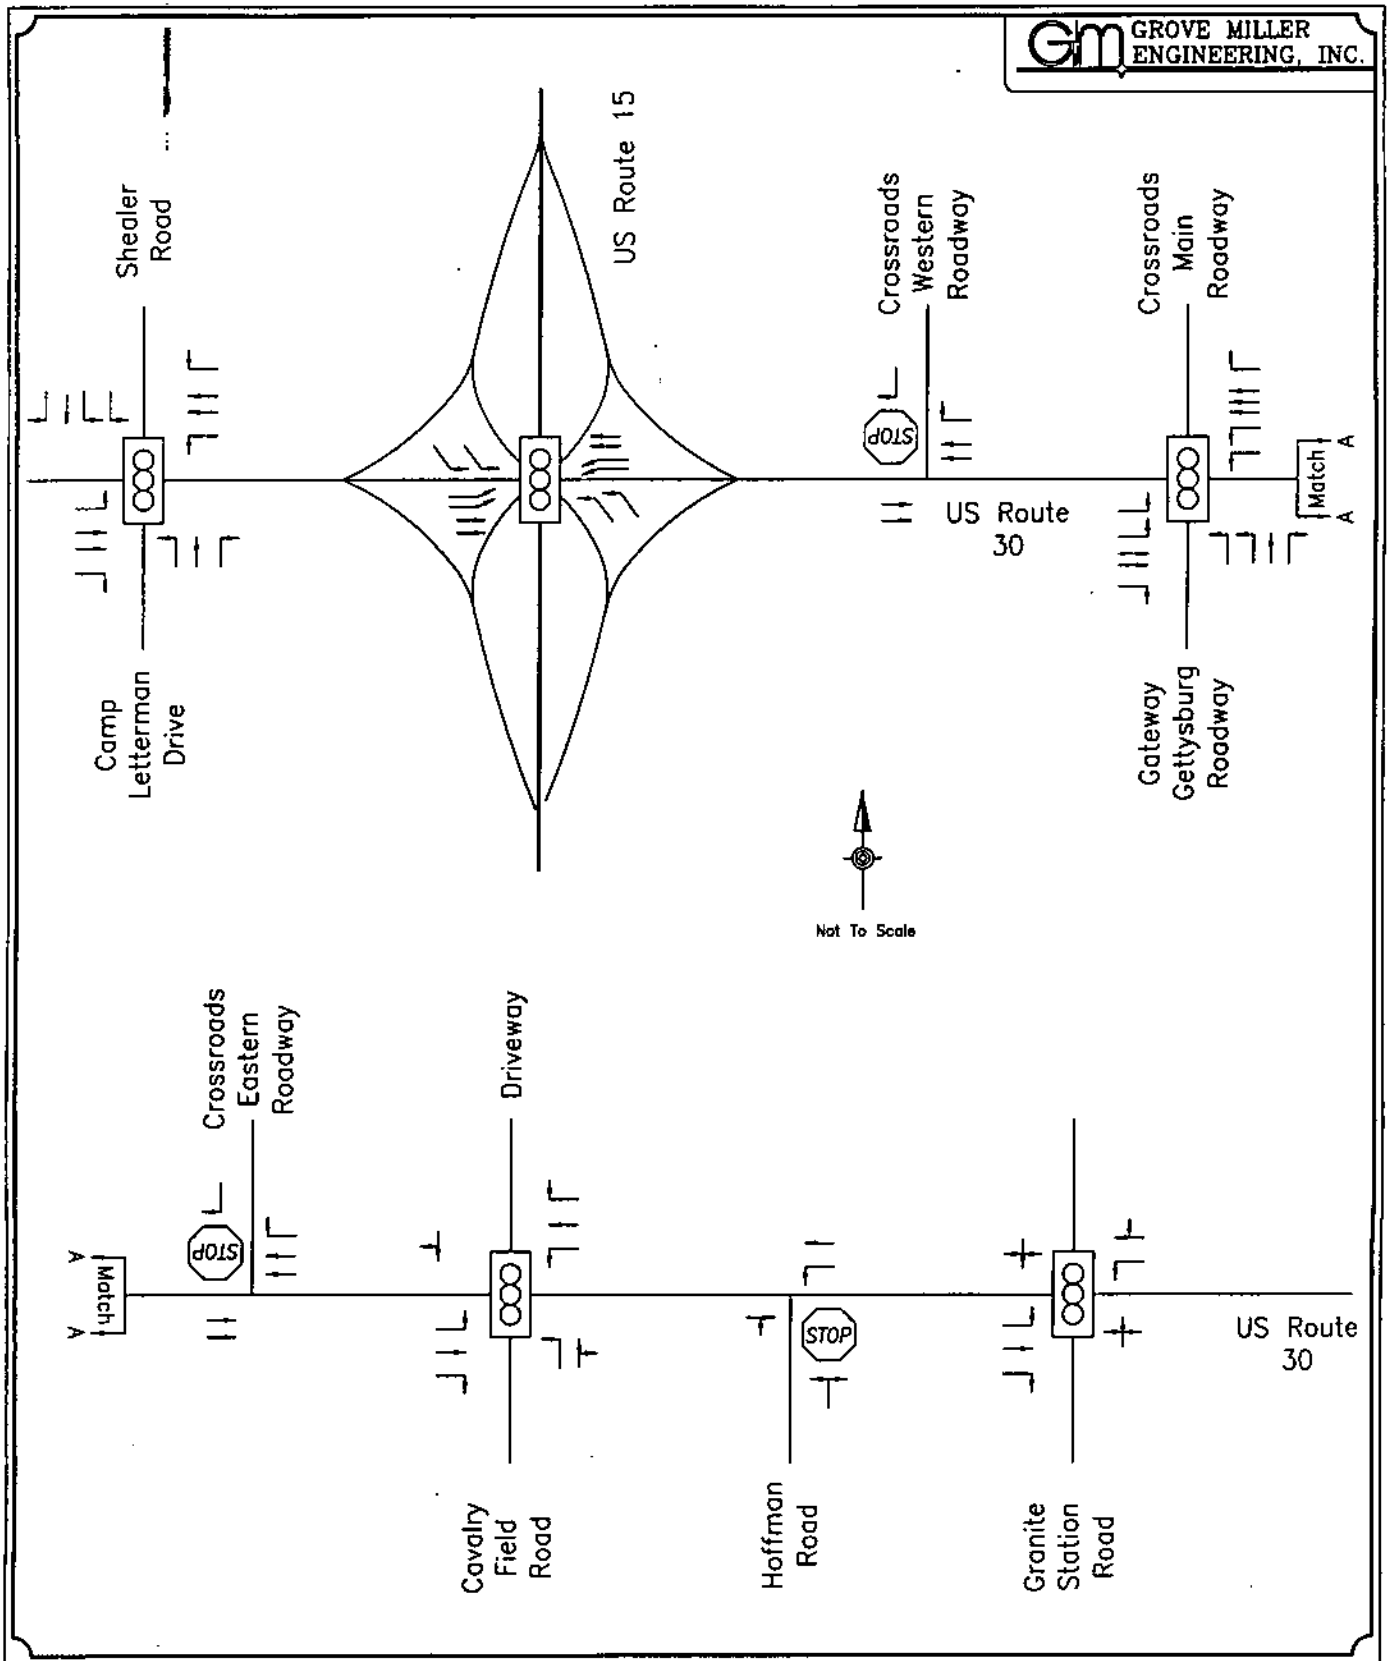 GM GROVE MILLER
ENGINEERING, INC.
Shealer
Road
US Route 15
Crossroads
Western
Roadway
Crossroads
Main
Roadway
STOP
US Route
30
Match
A
A
Camp
Letterman
Drive
Gateway
Gettysburg
Roadway
Not To Scale
Crossroads
Eastern
Roadway
Driveway
STOP
A
A
Match
STOP
US Route
30
Cavalry
Field
Road
Hoffman
Road
Granite
Station
Road